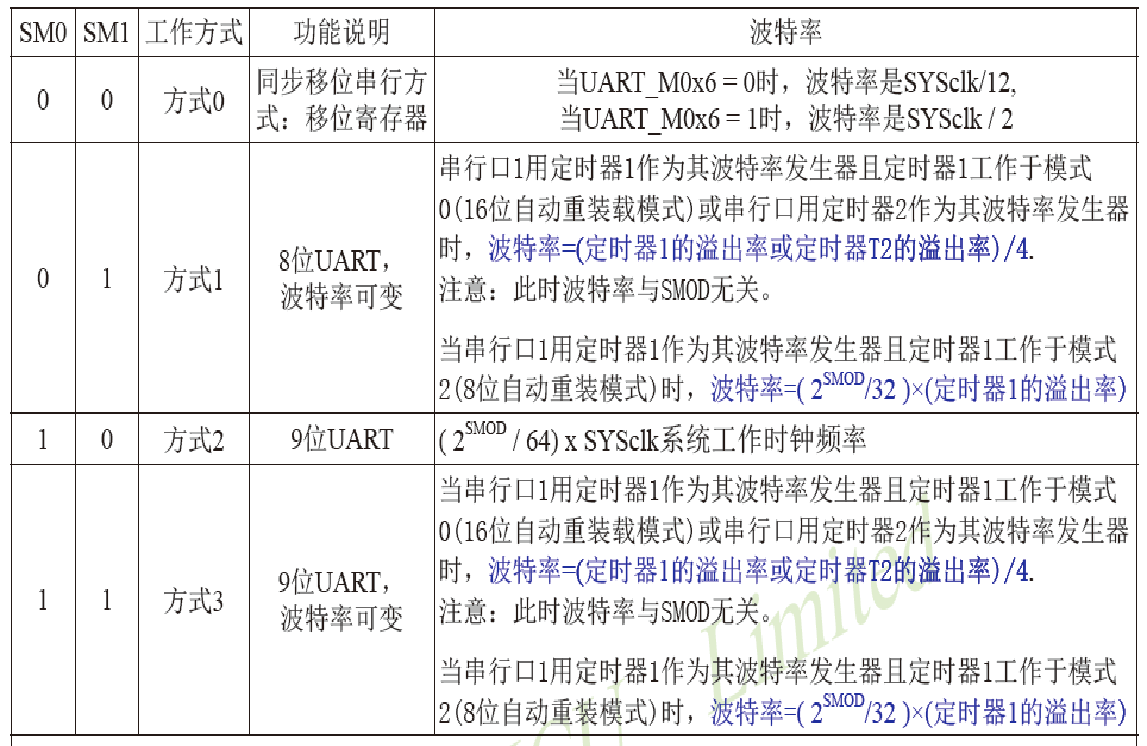 SM0 SM1 工作方式 功能说明 波特率
0 0 方式0
同步移位串行方
式：移位寄存器
当UART_M0x6 = 0时，波特率是SYSclk/12,
当UART_M0x6 = 1时，波特率是SYSclk / 2
0 1 方式1
8位UART，
波特率可变
串行口1用定时器1作为其波特率发生器且定时器1工作于模式
0(16位自动重装载模式)或串行口用定时器2作为其波特率发生器
时，波特率=(定时器1的溢出率或定时器T2的溢出率)/4.
注意：此时波特率与SMOD无关。
当串行口1用定时器1作为其波特率发生器且定时器1工作于模式
2(8位自动重装模式)时，波特率=( 2^SMOD/32 )×(定时器1的溢出率)
1 0 方式2 9位UART ( 2^SMOD / 64) x SYSclk系统工作时钟频率
1 1 方式3
9位UART，
波特率可变
当串行口1用定时器1作为其波特率发生器且定时器1工作于模式
0(16位自动重装载模式)或串行口用定时器2作为其波特率发生器
时，波特率=(定时器1的溢出率或定时器T2的溢出率)/4.
注意：此时波特率与SMOD无关。
当串行口1用定时器1作为其波特率发生器且定时器1工作于模式
2(8位自动重装模式)时，波特率=( 2^SMOD/32 )×(定时器1的溢出率)
Limited